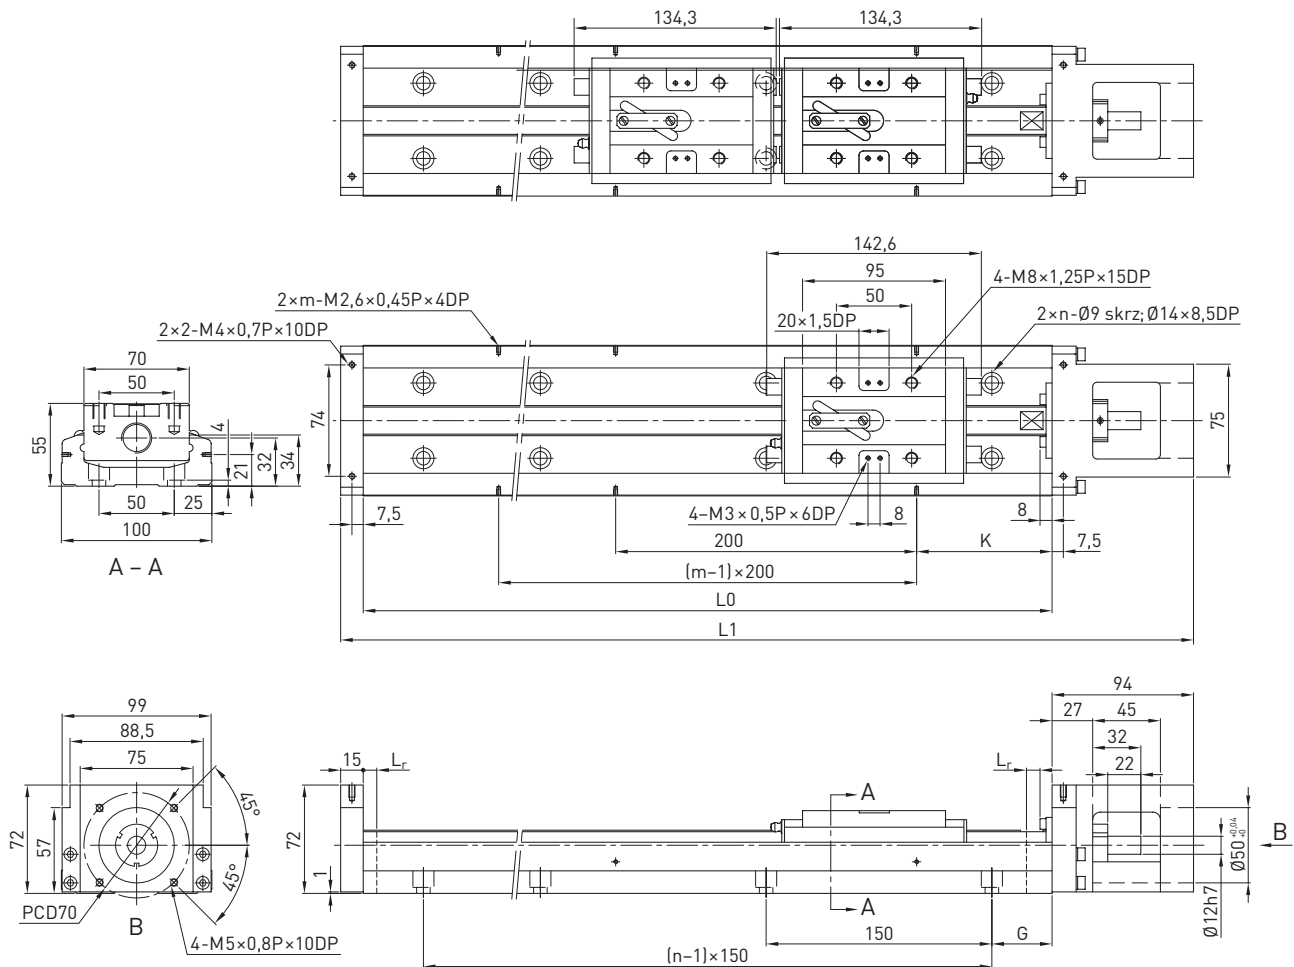 134,3
134,3
142,6
95
50
20×1,5DP
4-M8×1,25P×15DP
2×n-Ø9 skrz; Ø14×8,5DP
2×m-M2,6×0,45P×4DP
2×2-M4×0,7P×10DP
70
50
55
4
21
32
34
50
25
100
A – A
74
75
7,5
4–M3×0,5P×6DP
8
8
7,5
200
K
(m–1)×200
L0
L1
99
88,5
75
72
57
45°
45°
PCD70
B
4-M5×0,8P×10DP
15
Lr
Lr
72
1
A
A
94
27
45
32
22
Ø50 +0,04 +0
Ø12h7
B
150
G
(n–1)×150